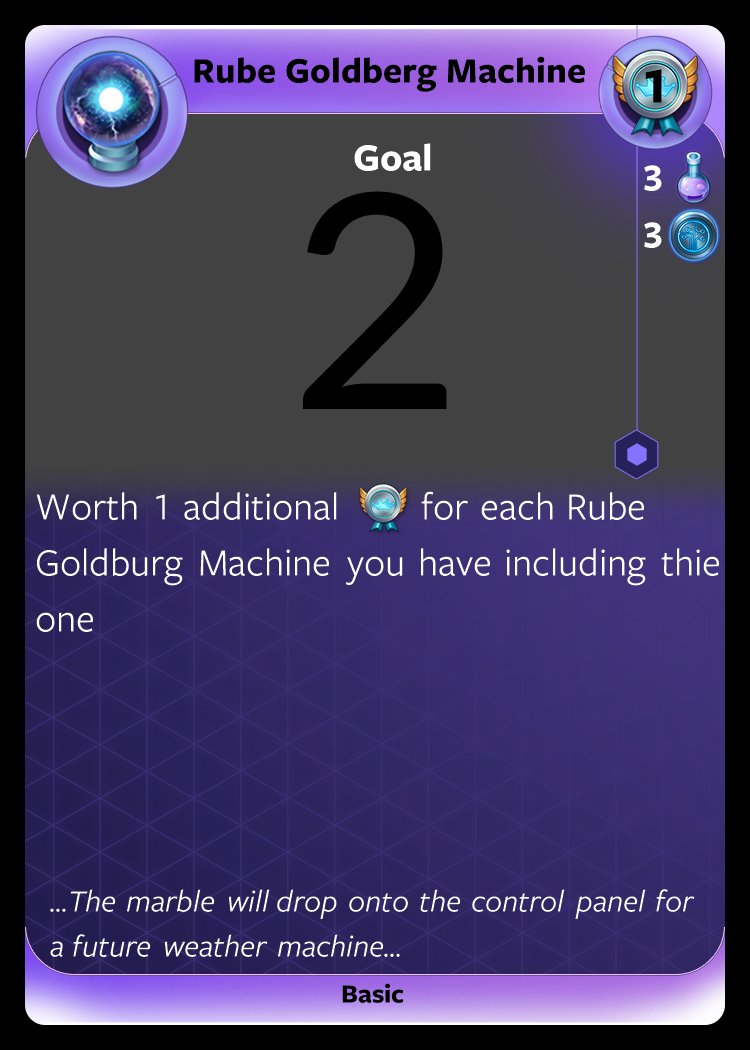 Rube Goldberg Machine
1
Goal
3
3
2
Worth 1 additional for each Rube
Goldburg Machine you have including thie
one
...The marble will drop onto the control panel for
a future weather machine...
Basic